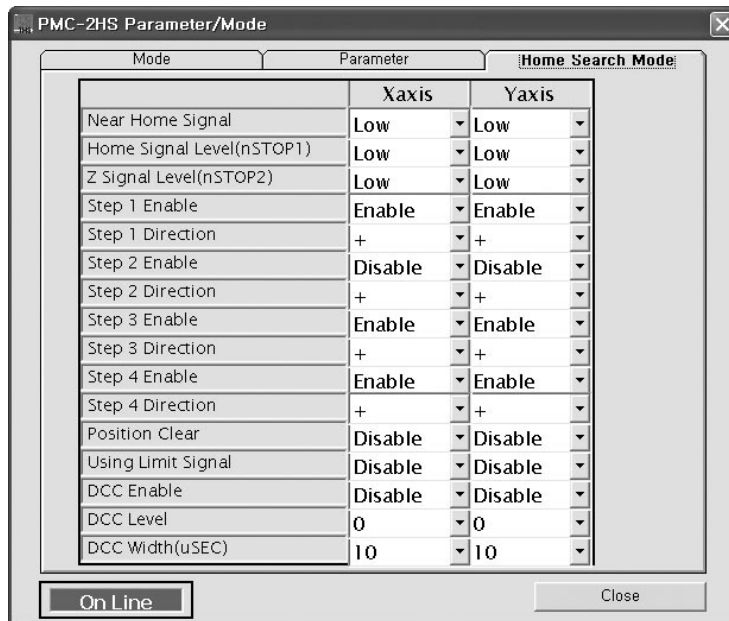 PMC-2HS Parameter/Mode
Mode Parameter Home Search Mode
Xaxis Yaxis
Near Home Signal Low Low
Home Signal Level(nSTOP1) Low Low
Z Signal Level(nSTOP2) Low Low
Step 1 Enable Enable Enable
Step 1 Direction + +
Step 2 Enable Disable Disable
Step 2 Direction + +
Step 3 Enable Enable Enable
Step 3 Direction + +
Step 4 Enable Enable Enable
Step 4 Direction + +
Position Clear Disable Disable
Using Limit Signal Disable Disable
DCC Enable Disable Disable
DCC Level 0 0
DCC Width(uSEC) 10 10
On Line Close